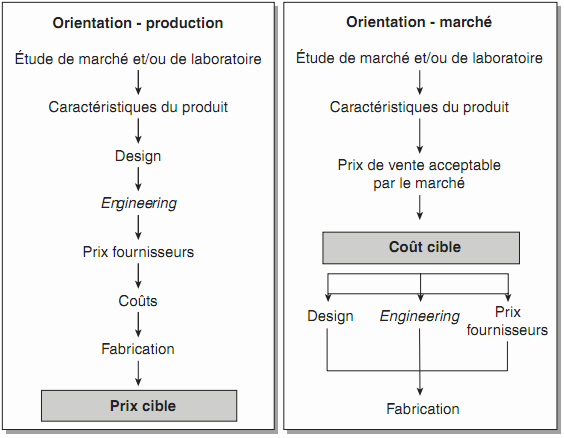 Orientation - production
Étude de marché et/ou de laboratoire
Caractéristiques du produit
Design
Engineering
Prix fournisseurs
Coûts
Fabrication
Prix cible
Orientation - marché
Étude de marché et/ou de laboratoire
Caractéristiques du produit
Prix de vente acceptable
par le marché
Coût cible
Design
Engineering
Prix
fournisseurs
Fabrication